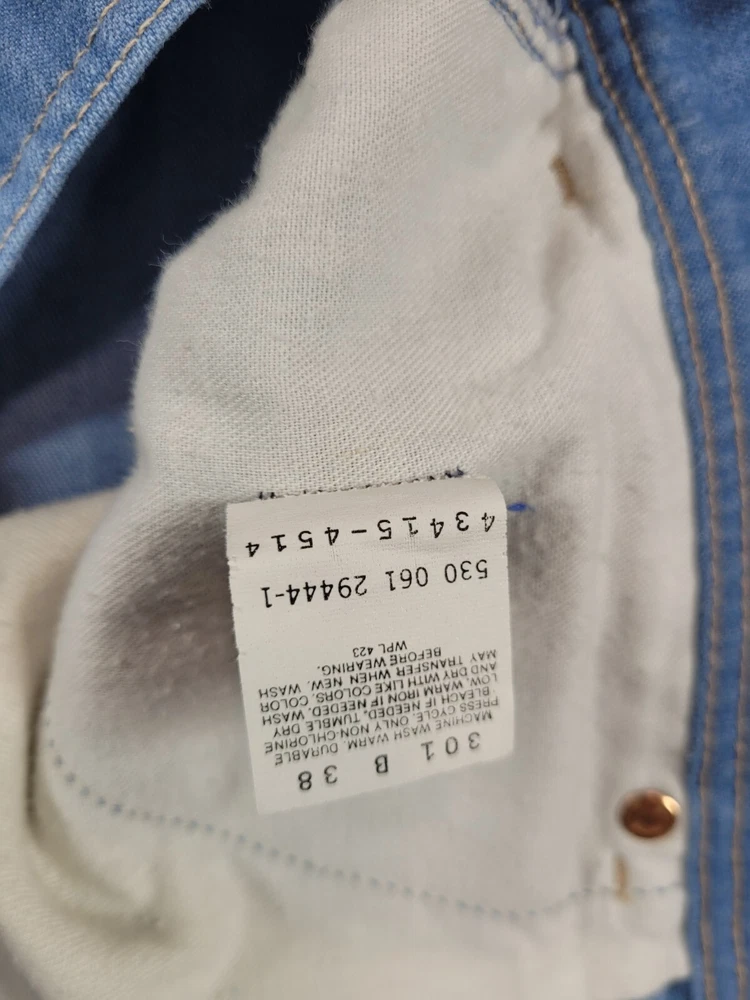 301 B 38
MACHINE WASH WARM, DURABLE
PRESS CYCLE. ONLY NON-CHLORINE
BLEACH IF NEEDED. TUMBLE DRY
LOW, WARM IRON IF NEEDED. WASH
AND DRY WITH LIKE COLORS. COLOR
MAY TRANSFER WHEN NEW. WASH
BEFORE WEARING.
WPL 423
530 061 29444-1
43415-4514